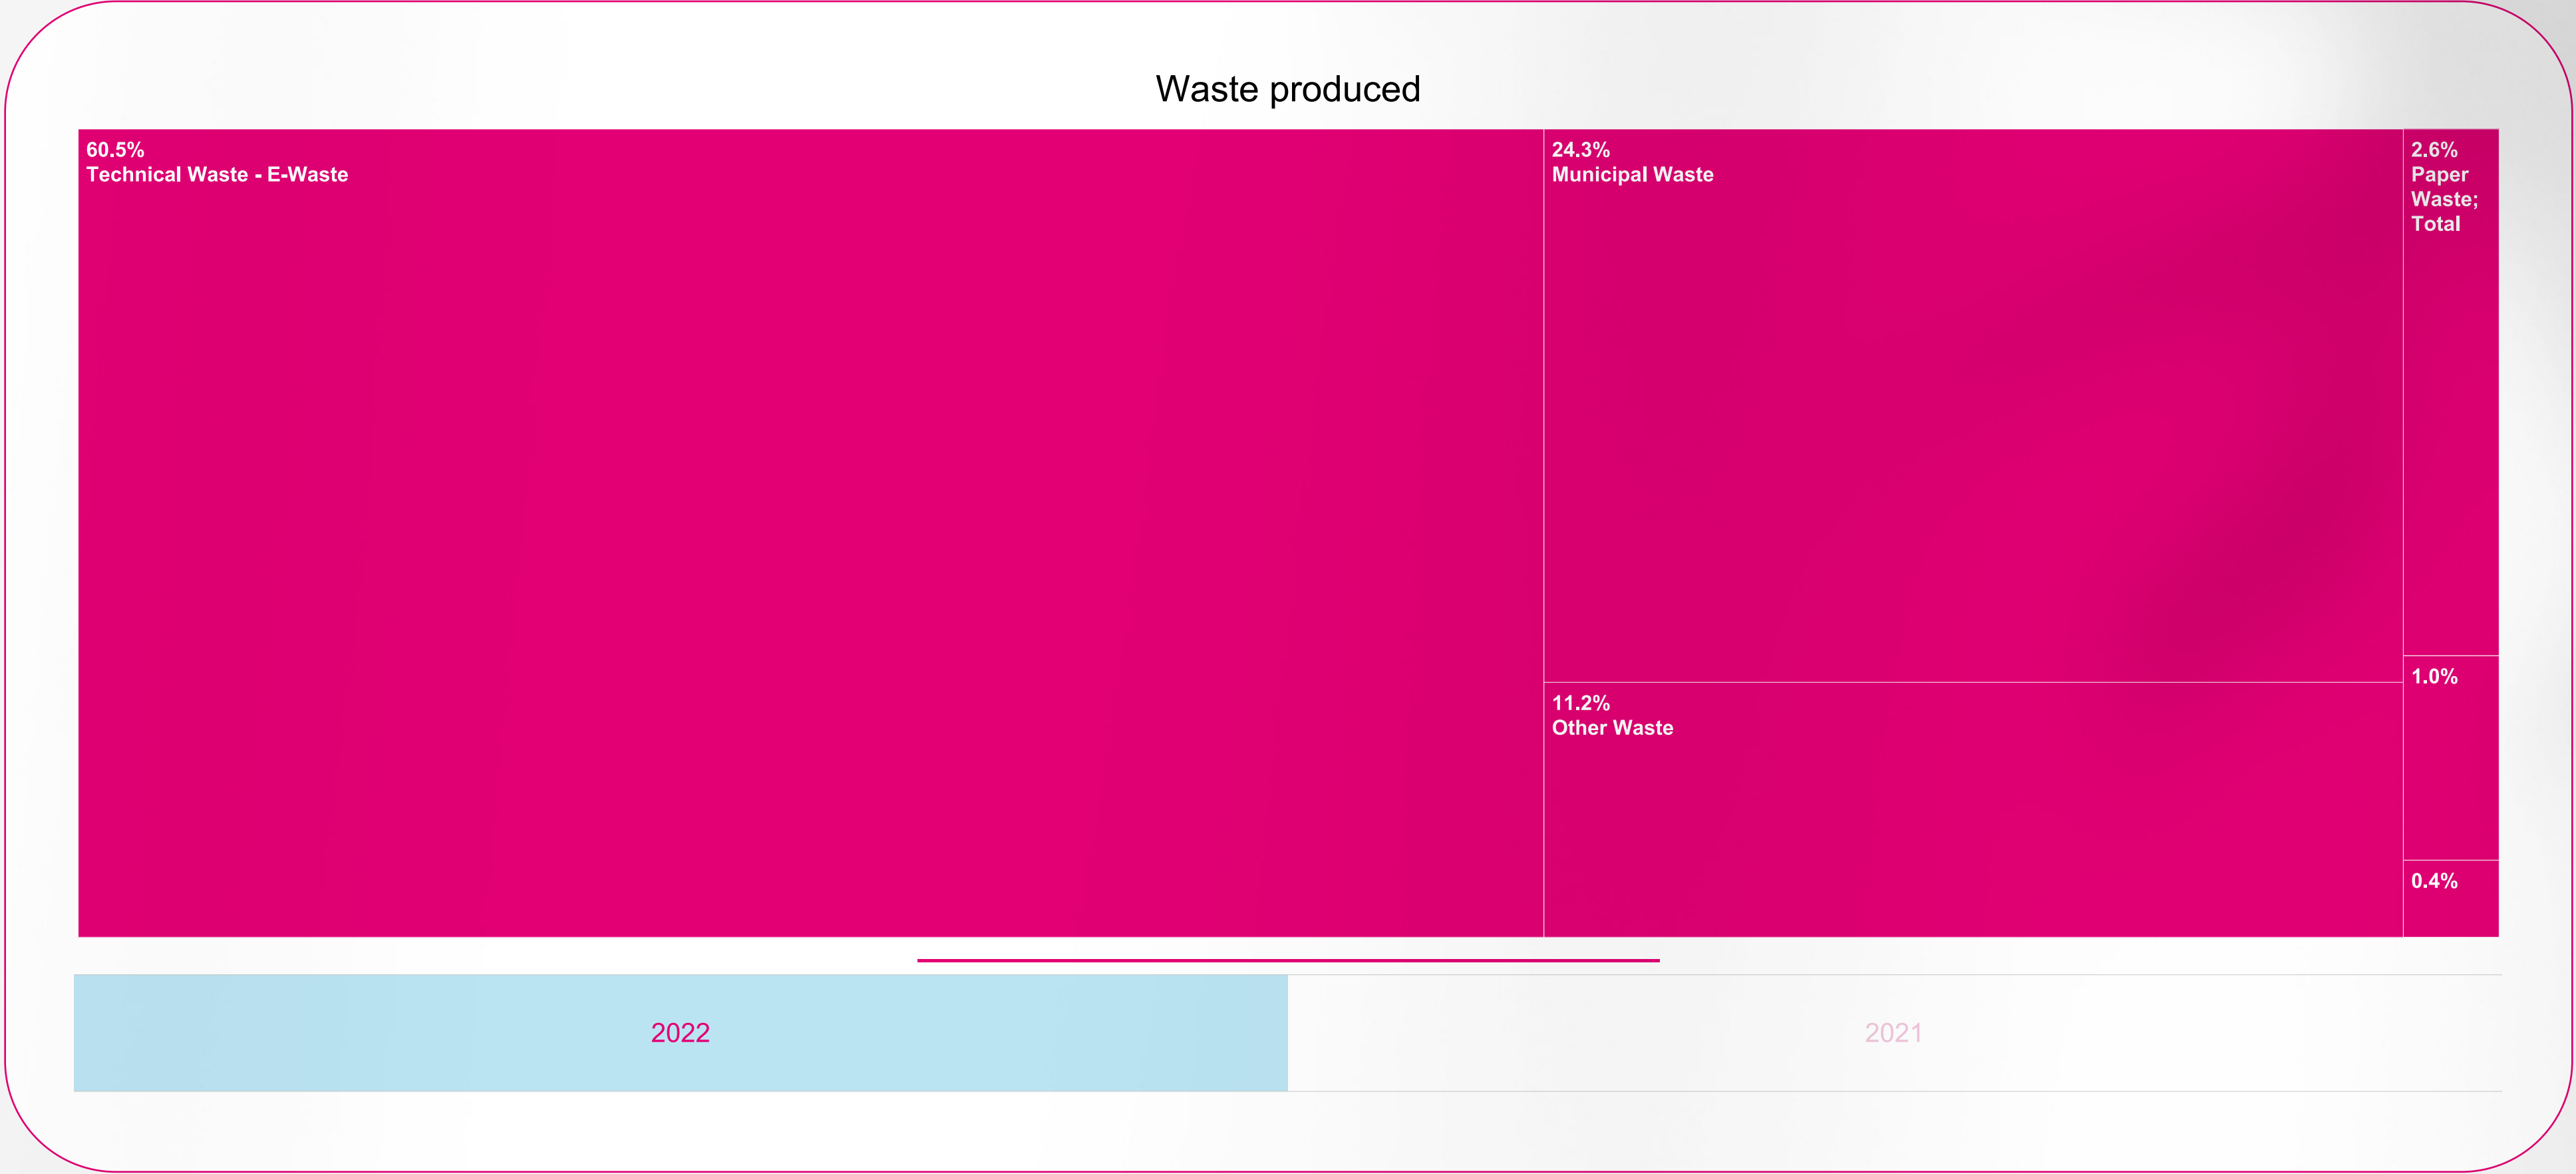 Waste produced
60.5%
Technical Waste - E-Waste
24.3%
Municipal Waste
2.6%
Paper
Waste;
Total
11.2%
Other Waste
1.0%
0.4%
2022
2021